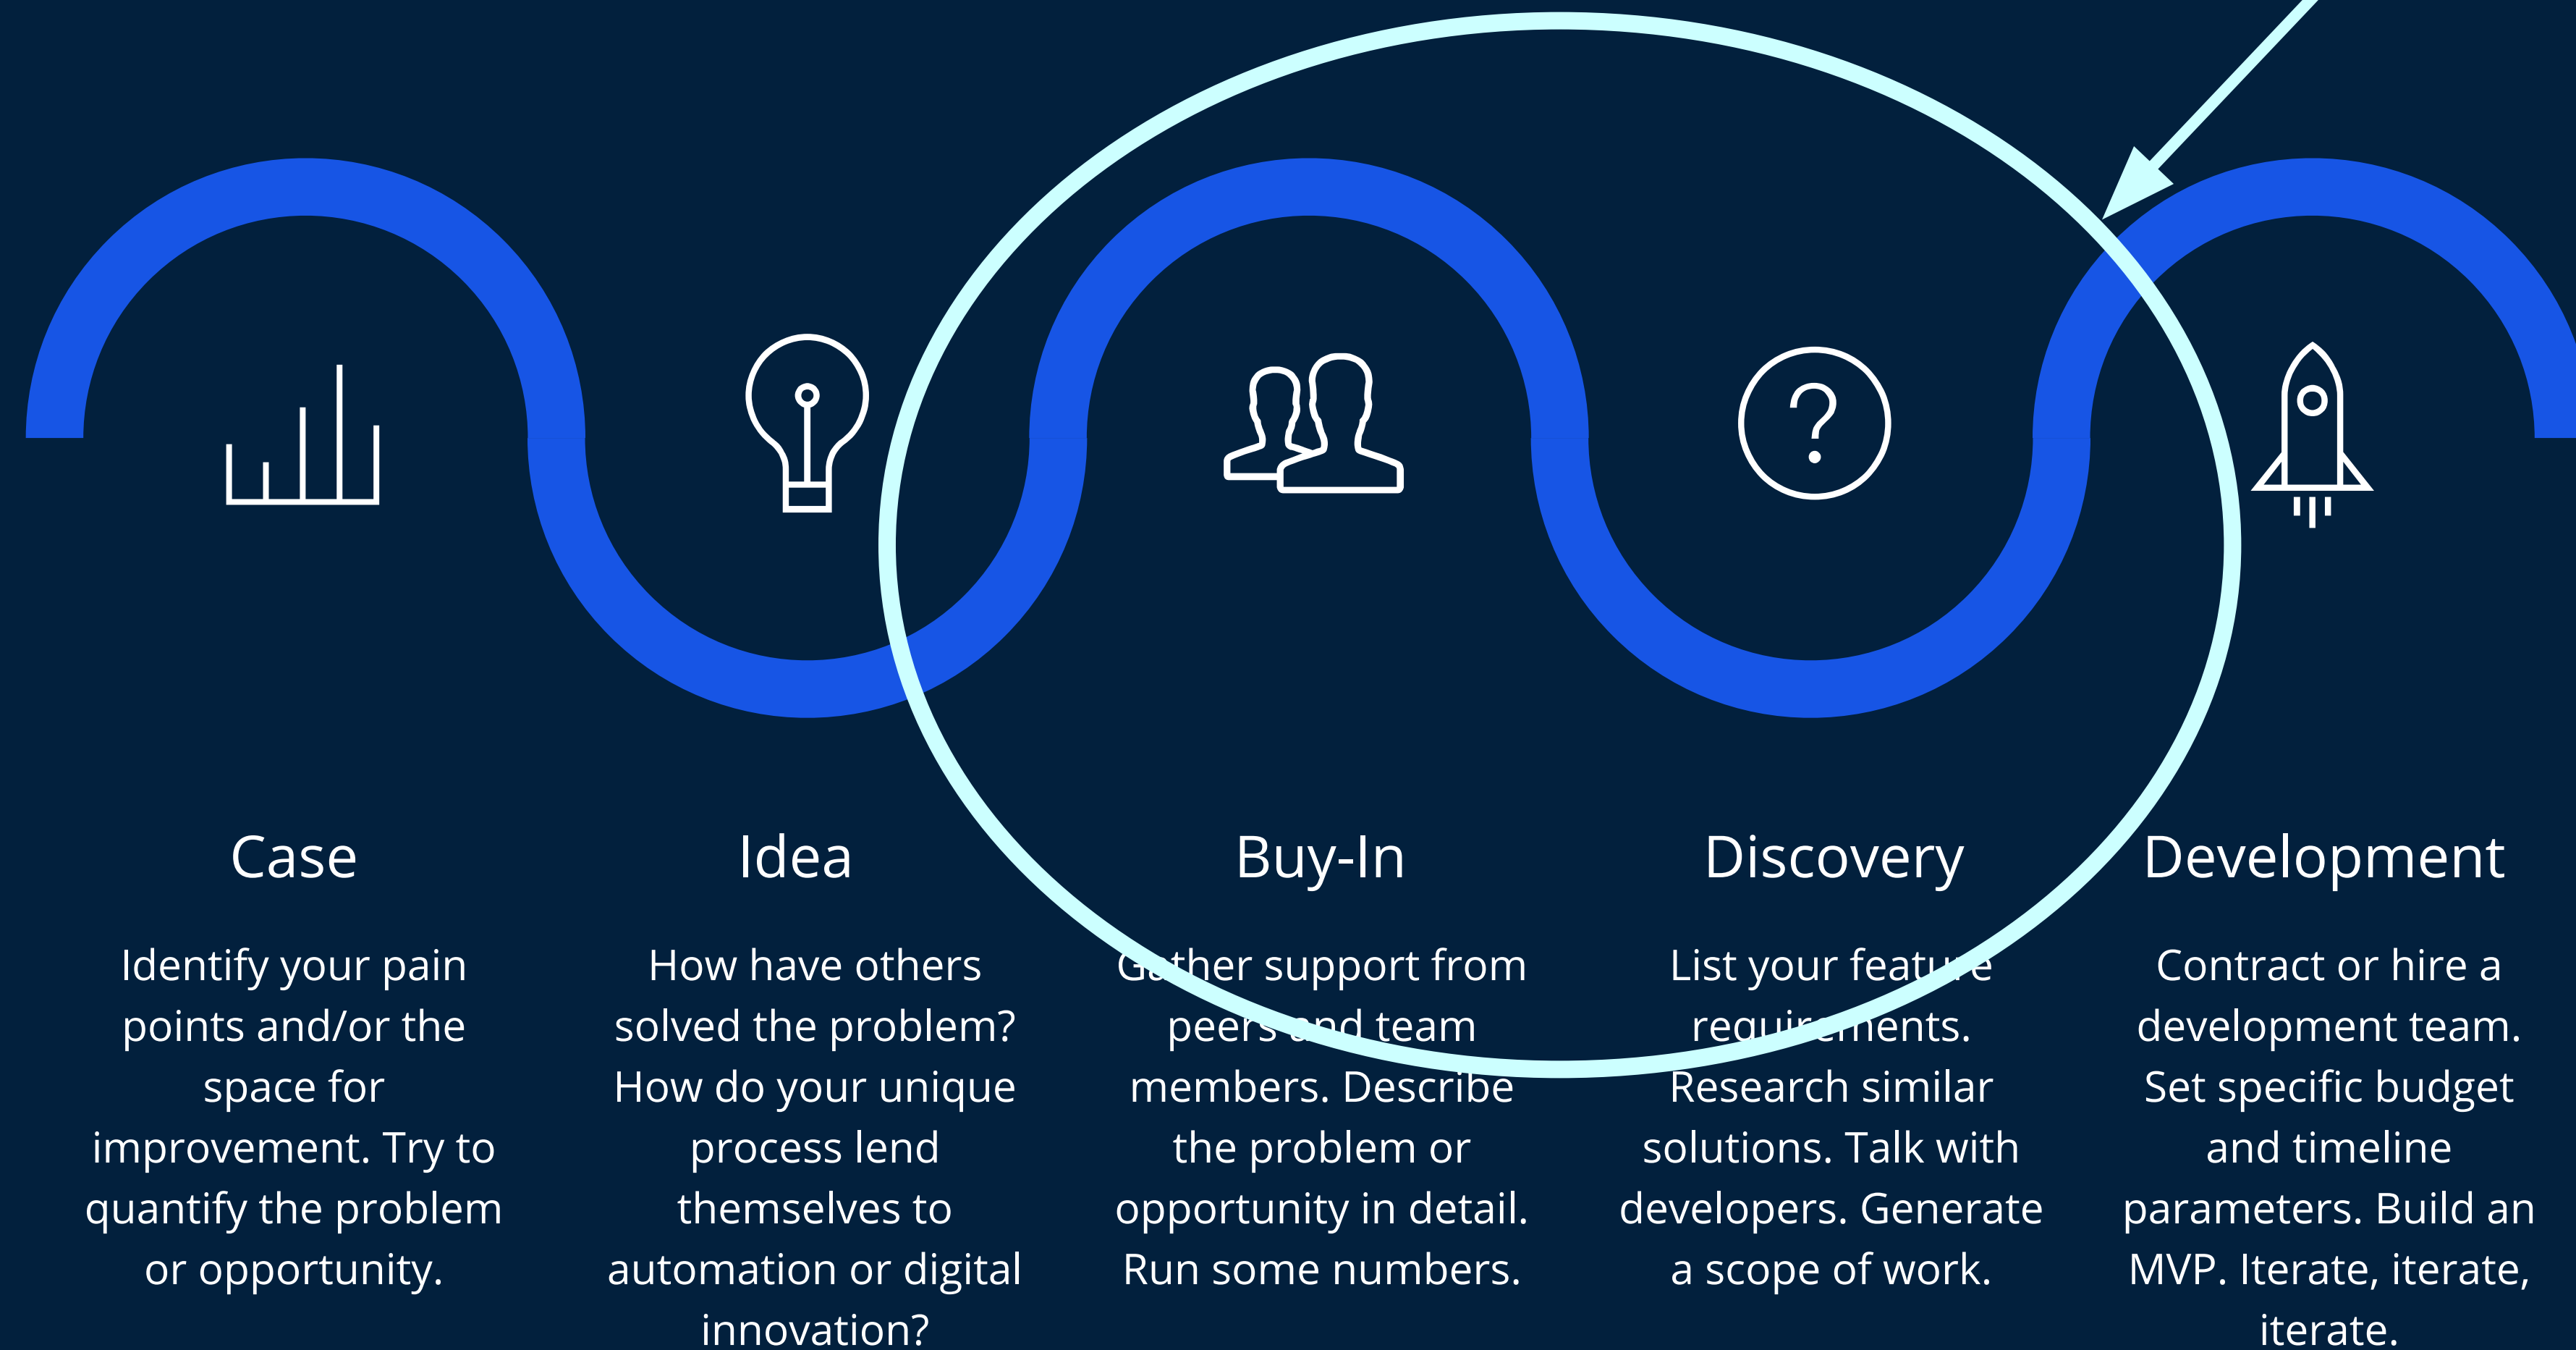 ?
Case
Identify your pain
points and/or the
space for
improvement. Try to
quantify the problem
or opportunity.
Idea
How have others
solved the problem?
How do your unique
process lend
themselves to
automation or digital
innovation?
Buy-In
Gather support from
peers and team
members. Describe
the problem or
opportunity in detail.
Run some numbers.
Discovery
List your feature
requirements.
Research similar
solutions. Talk with
developers. Generate
a scope of work.
Development
Contract or hire a
development team.
Set specific budget
and timeline
parameters. Build an
MVP. Iterate, iterate,
iterate.